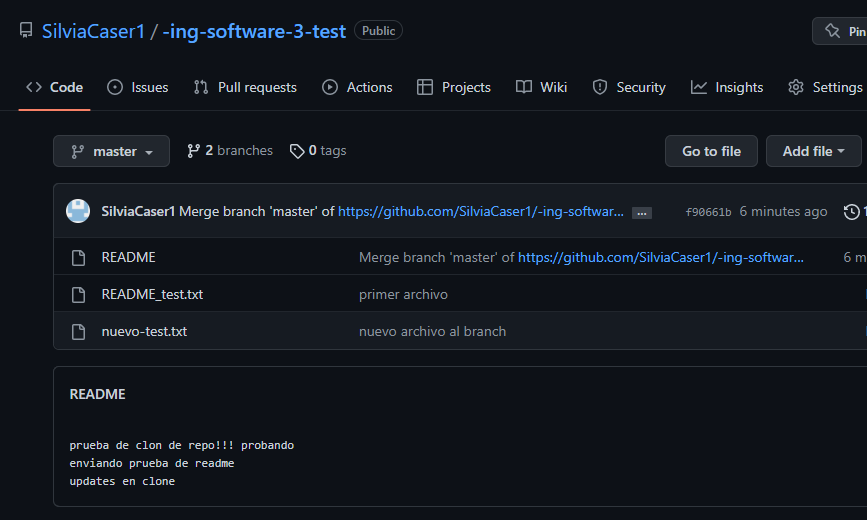 SilviaCaser1 / -ing-software-3-test Public
Pin
Code Issues Pull requests Actions Projects Wiki Security Insights Settings
master 2 branches 0 tags Go to file Add file
SilviaCaser1 Merge branch 'master' of https://github.com/SilviaCaser1/-ing-softwar... ... f90661b 6 minutes ago
README Merge branch 'master' of https://github.com/SilviaCaser1/-ing-softwar... 6 m
README_test.txt primer archivo
nuevo-test.txt nuevo archivo al branch
README
prueba de clon de repo!!! probando
enviando prueba de readme
updates en clone